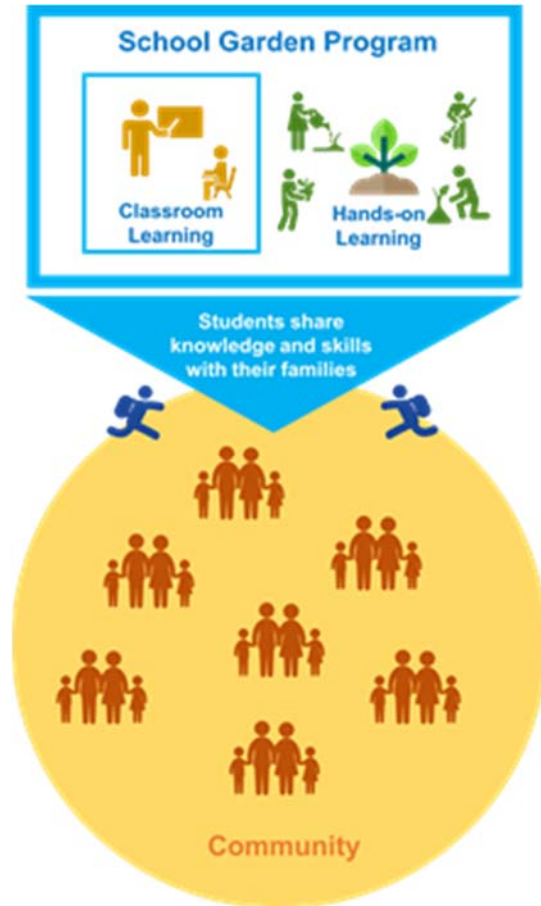 School Garden Program
Classroom
Learning
Hands-on
Learning
Students share
knowledge and skills
with their families
Community